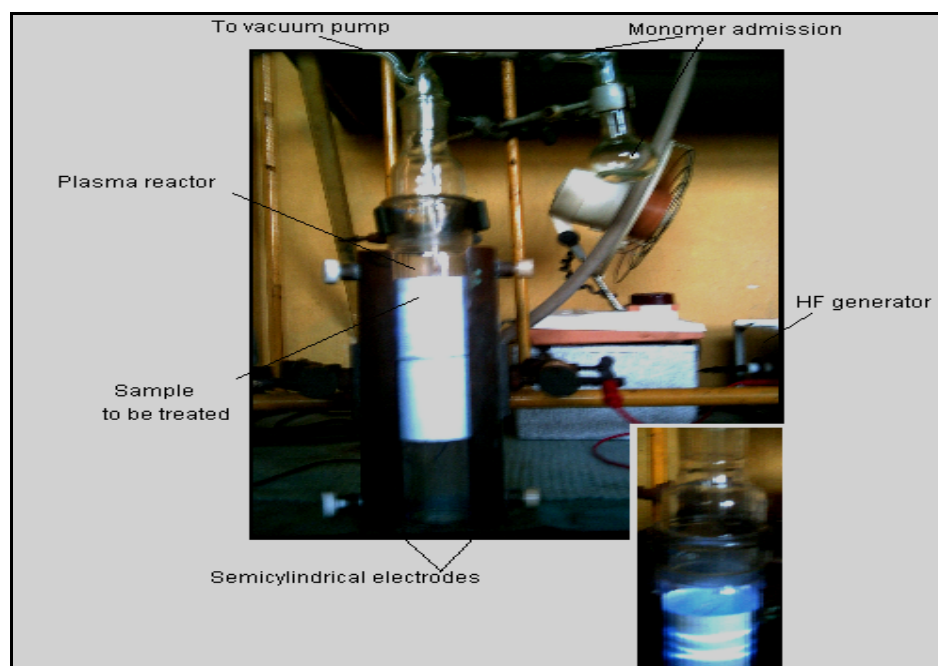 To vacuum pump
Monomer admission
Plasma reactor
HF generator
Sample
to be treated
Semicylindrical electrodes